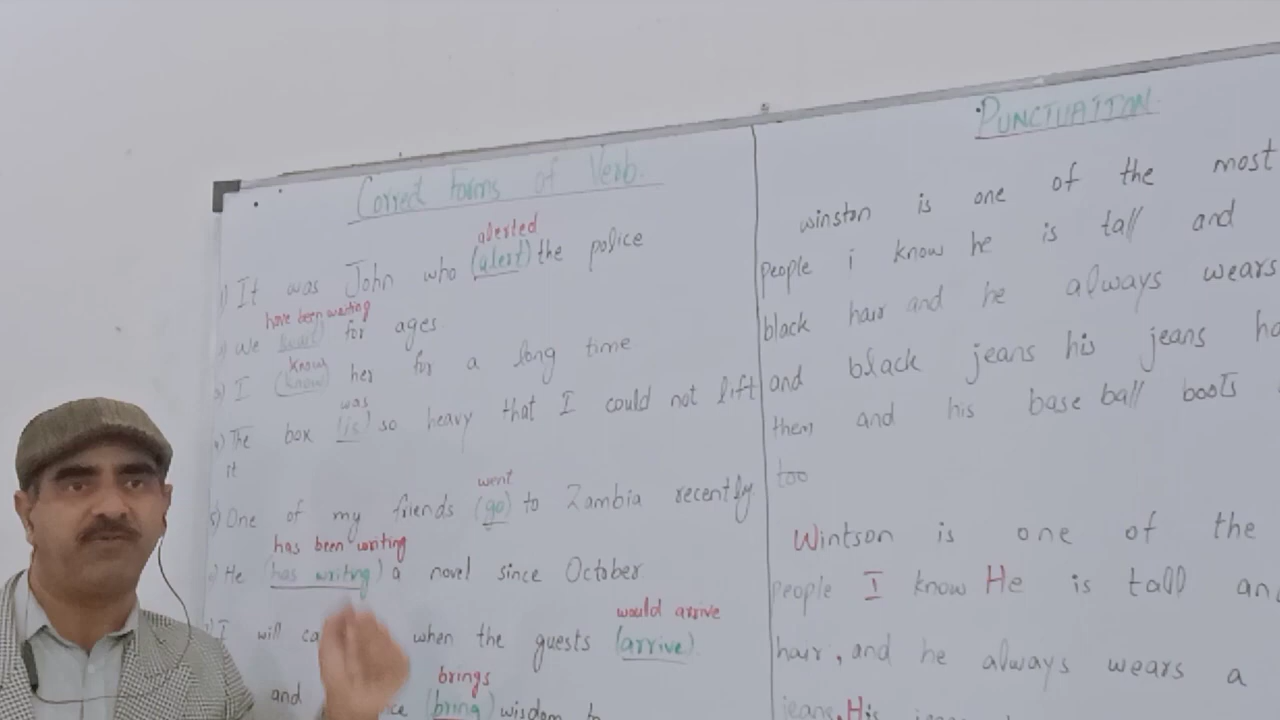 Correct Forms of Verb.
alerted
1) It was John who (alert) the police
have been waiting
2) we (wait) for ages
known
3) I (know) her for a long time
was
4) The box (is) so heavy that I could not lift
it
went
5) One of my friends (go) to Zambia recently.
has been writing
6) He (has writing) a novel since October
would arrive
7) I will when the guests (arrive).
brings
and (bring) wisdom to
PUNCTUATION.
winston is one of the most
people i know he is tall and
black hair and he always wears
and black jeans his jeans
them and his base ball boots
too
Wintson is one of the
people I know He is tall
hair, and he always wears a
jeans. His jeans